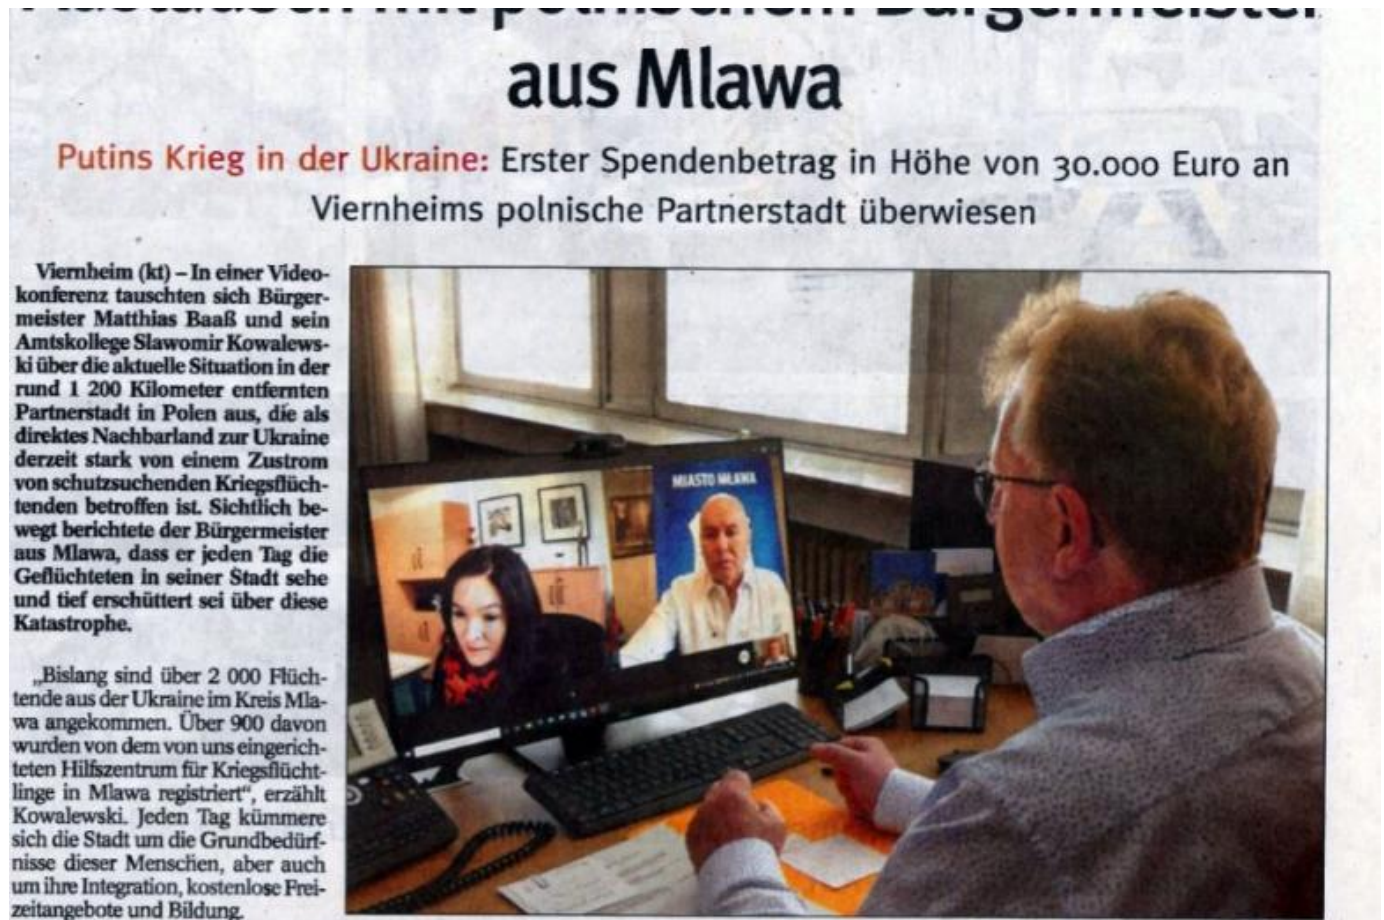 mit polnischem Bürgermeister
aus Mlawa
Putins Krieg in der Ukraine: Erster Spendenbetrag in Höhe von 30.000 Euro an
Viernheims polnische Partnerstadt überwiesen
Viernheim (kt) – In einer Video-
konferenz tauschten sich Bürger-
meister Matthias Baaß und sein
Amtskollege Slawomir Kowalews-
ki über die aktuelle Situation in der
rund 1 200 Kilometer entfernten
Partnerstadt in Polen aus, die als
direktes Nachbarland zur Ukraine
derzeit stark von einem Zustrom
von schutzsuchenden Kriegsflüch-
tenden betroffen ist. Sichtlich be-
wegt berichtete der Bürgermeister
aus Mlawa, dass er jeden Tag die
Geflüchteten in seiner Stadt sehe
und tief erschüttert sei über diese
Katastrophe.
„Bislang sind über 2 000 Flüch-
tende aus der Ukraine im Kreis Mla-
wa angekommen. Über 900 davon
wurden von dem von uns eingerich-
teten Hilfszentrum für Kriegsflücht-
linge in Mlawa registriert“, erzählt
Kowalewski. Jeden Tag kümmere
sich die Stadt um die Grundbedürf-
nisse dieser Menschen, aber auch
um ihre Integration, kostenlose Frei-
zeitangebote und Bildung.
MIASTO MŁAWA